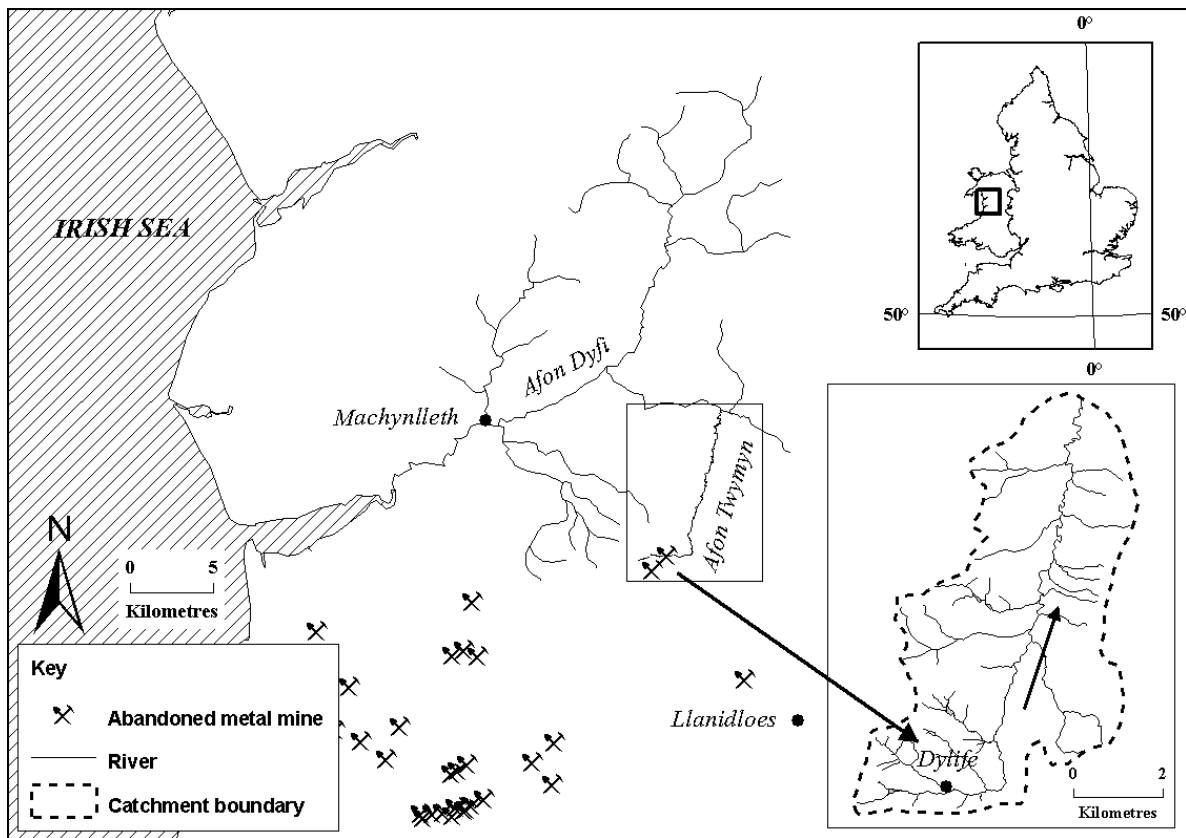 0°
IRISH SEA
50°
50°
0°
Afon Dyfi
Machynlleth
Afon Twymyn
N
0 5
Kilometres
Key
Abandoned metal mine
River
Catchment boundary
Llanidloes
Dylife
0 2
Kilometres